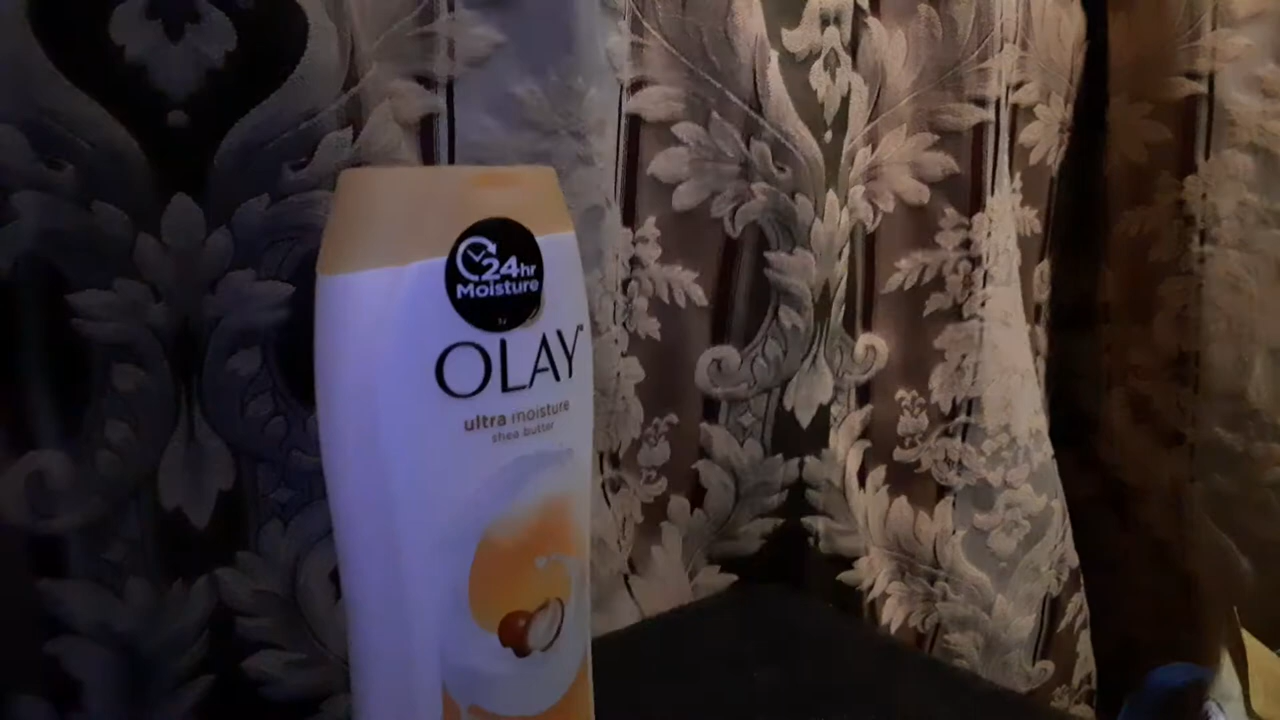 24hr
Moisture
OLAY
ultra moisture
shea butter